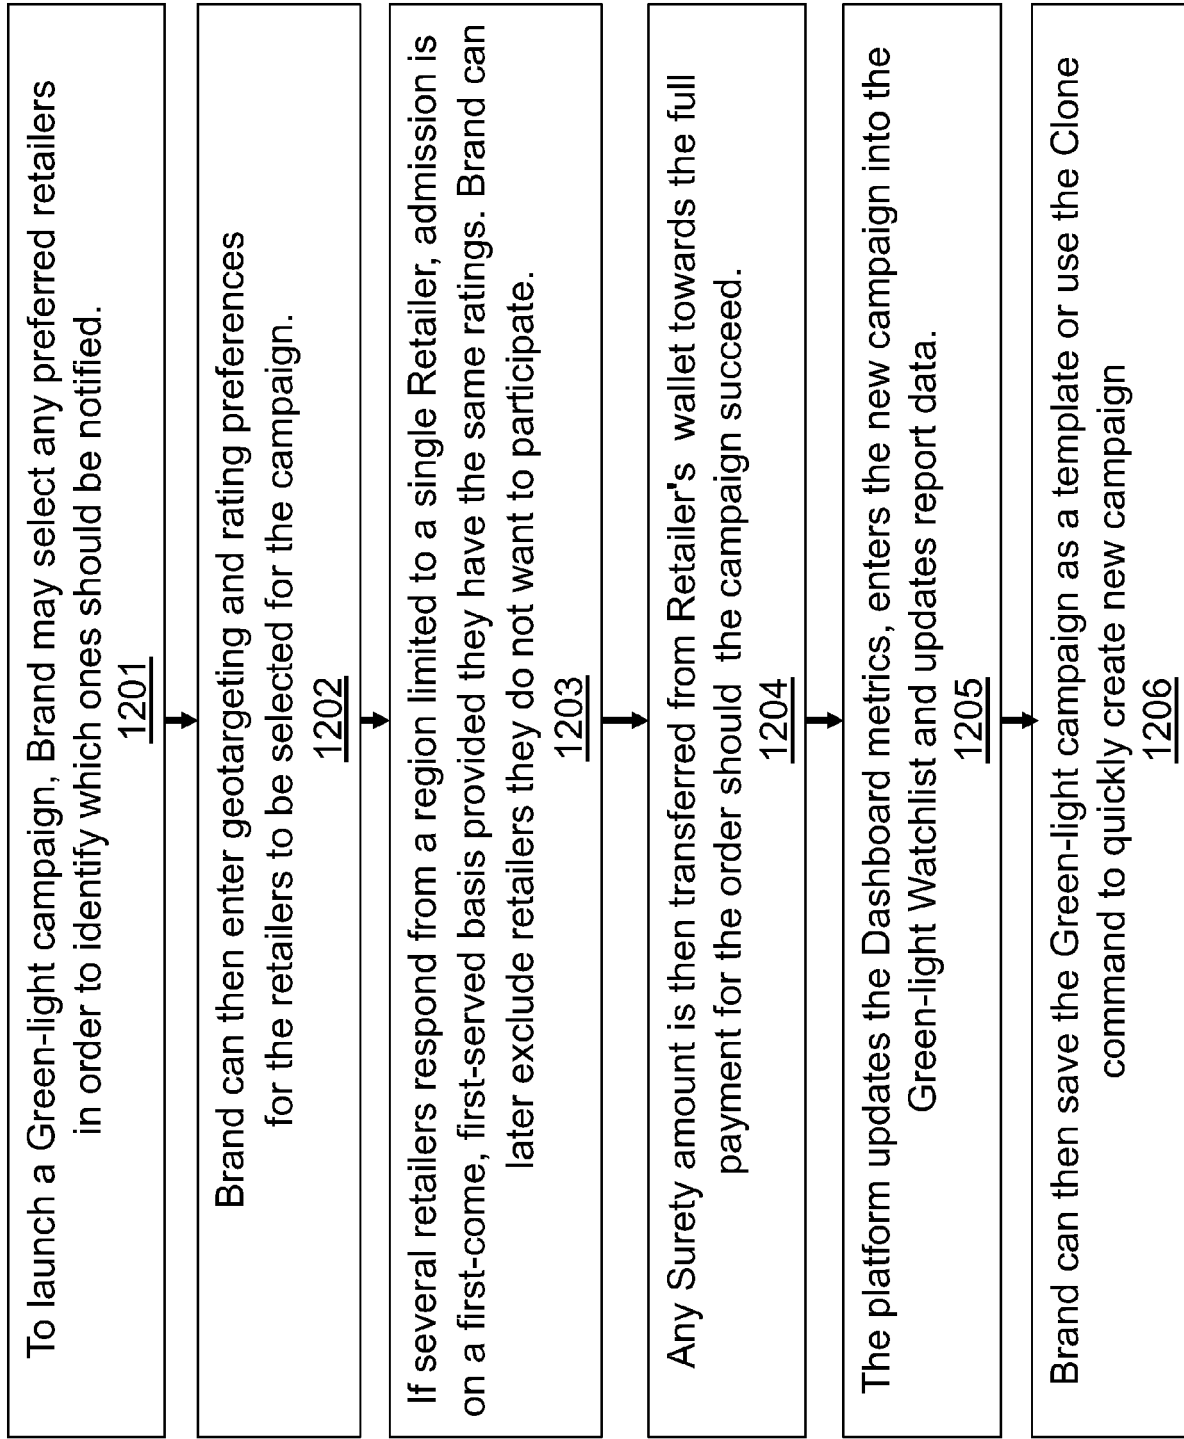 To launch a Green-light campaign, Brand may select any preferred retailers
in order to identify which ones should be notified.
1201
Brand can then enter geotargeting and rating preferences
for the retailers to be selected for the campaign.
1202
If several retailers respond from a region limited to a single Retailer, admission is
on a first-come, first-served basis provided they have the same ratings. Brand can
later exclude retailers they do not want to participate.
1203
Any Surety amount is then transferred from Retailer's wallet towards the full
payment for the order should the campaign succeed.
1204
The platform updates the Dashboard metrics, enters the new campaign into the
Green-light Watchlist and updates report data.
1205
Brand can then save the Green-light campaign as a template or use the Clone
command to quickly create new campaign
1206